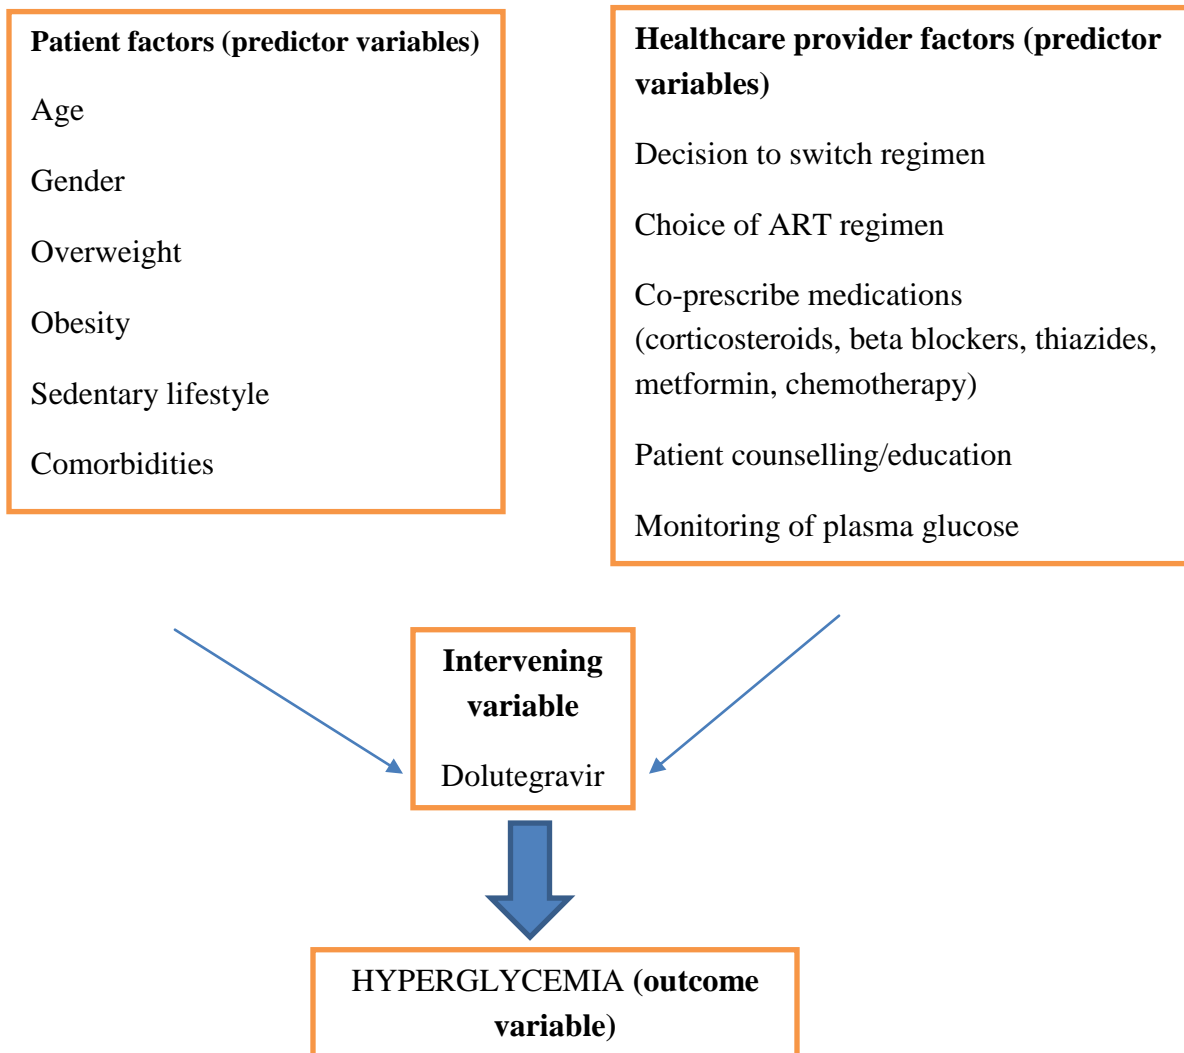 Patient factors (predictor variables)
Age
Gender
Overweight
Obesity
Sedentary lifestyle
Comorbidities
Healthcare provider factors (predictor
variables)
Decision to switch regimen
Choice of ART regimen
Co-prescribe medications
(corticosteroids, beta blockers, thiazides,
metformin, chemotherapy)
Patient counselling/education
Monitoring of plasma glucose
Intervening
variable
Dolutegravir
HYPERGLYCEMIA (outcome
variable)